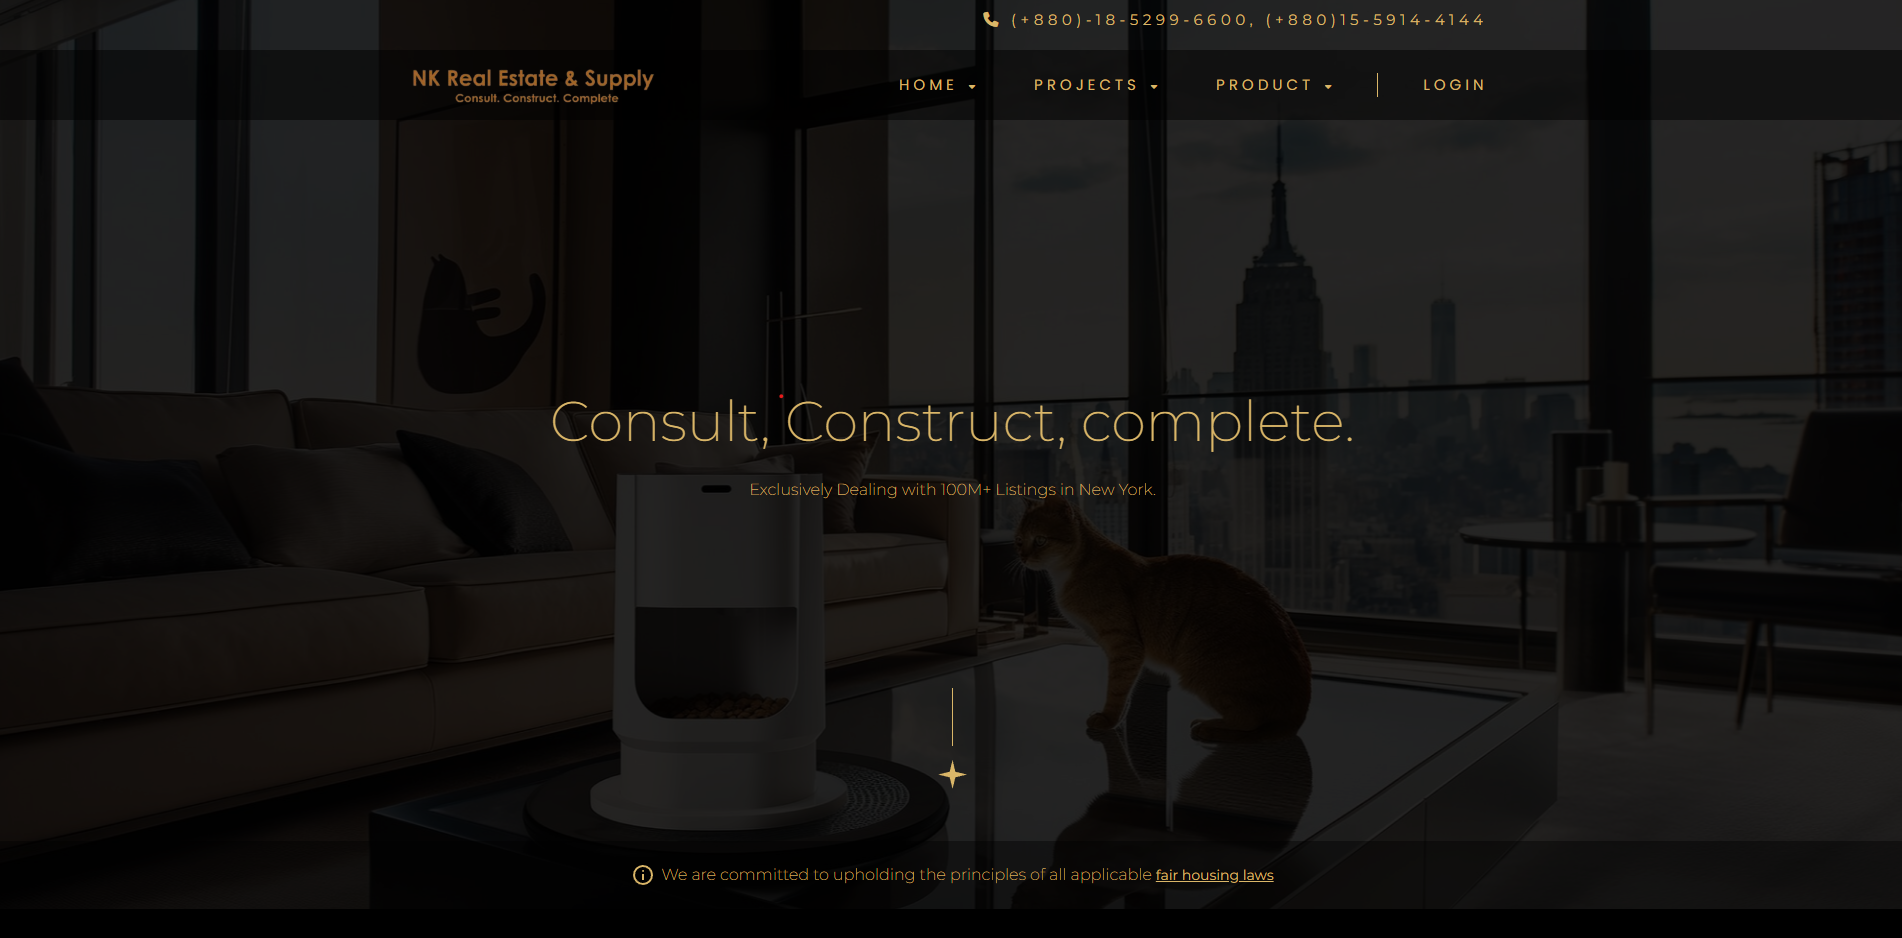 (+880)-18-5299-6600, (+880)15-5914-4144
NK Real Estate & Supply
Consult. Construct. Complete
HOME
PROJECTS
PRODUCT
LOGIN
Consult, Construct, complete.
Exclusively Dealing with 100M+ Listings in New York.
We are committed to upholding the principles of all applicable fair housing laws